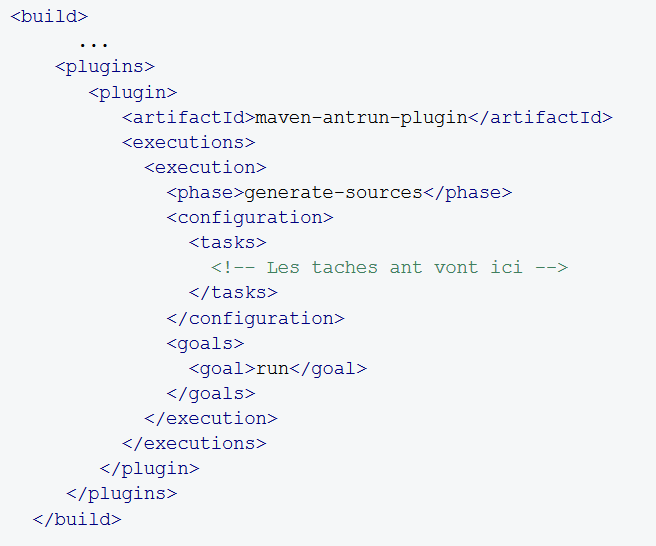 <build>
...
<plugins>
<plugin>
<artifactId>maven-antrun-plugin</artifactId>
<executions>
<execution>
<phase>generate-sources</phase>
<configuration>
<tasks>
<!-- Les taches ant vont ici -->
</tasks>
</configuration>
<goals>
<goal>run</goal>
</goals>
</execution>
</executions>
</plugin>
</plugins>
</build>